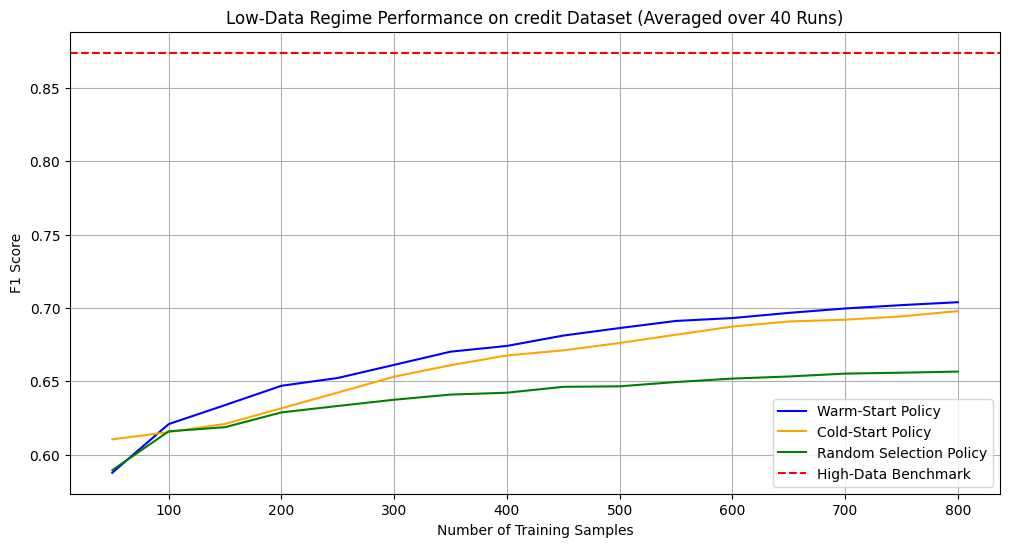 Low-Data Regime Performance on credit Dataset (Averaged over 40 Runs)
F1 Score
0.85
0.80
0.75
0.70
0.65
0.60
100 200 300 400 500 600 700 800
Number of Training Samples
Warm-Start Policy
Cold-Start Policy
Random Selection Policy
High-Data Benchmark